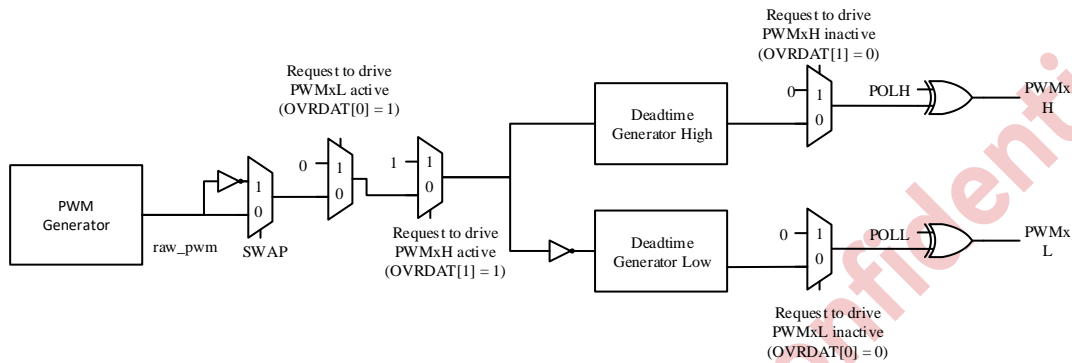 Request to drive
PWMxH inactive
(OVRDAT[1] = 0)
Request to drive
PWMxL active
(OVRDAT[0] = 1)
0
1
0
POLH
PWMx
H
Deadtime
Generator High
0
1
0
1
1
0
PWM
Generator
1
0
raw_pwm
SWAP
Request to drive
PWMxH active
(OVRDAT[1] = 1)
Deadtime
Generator Low
0
1
0
POLL
PWMx
L
Request to drive
PWMxL inactive
(OVRDAT[0] = 0)
onfidenti